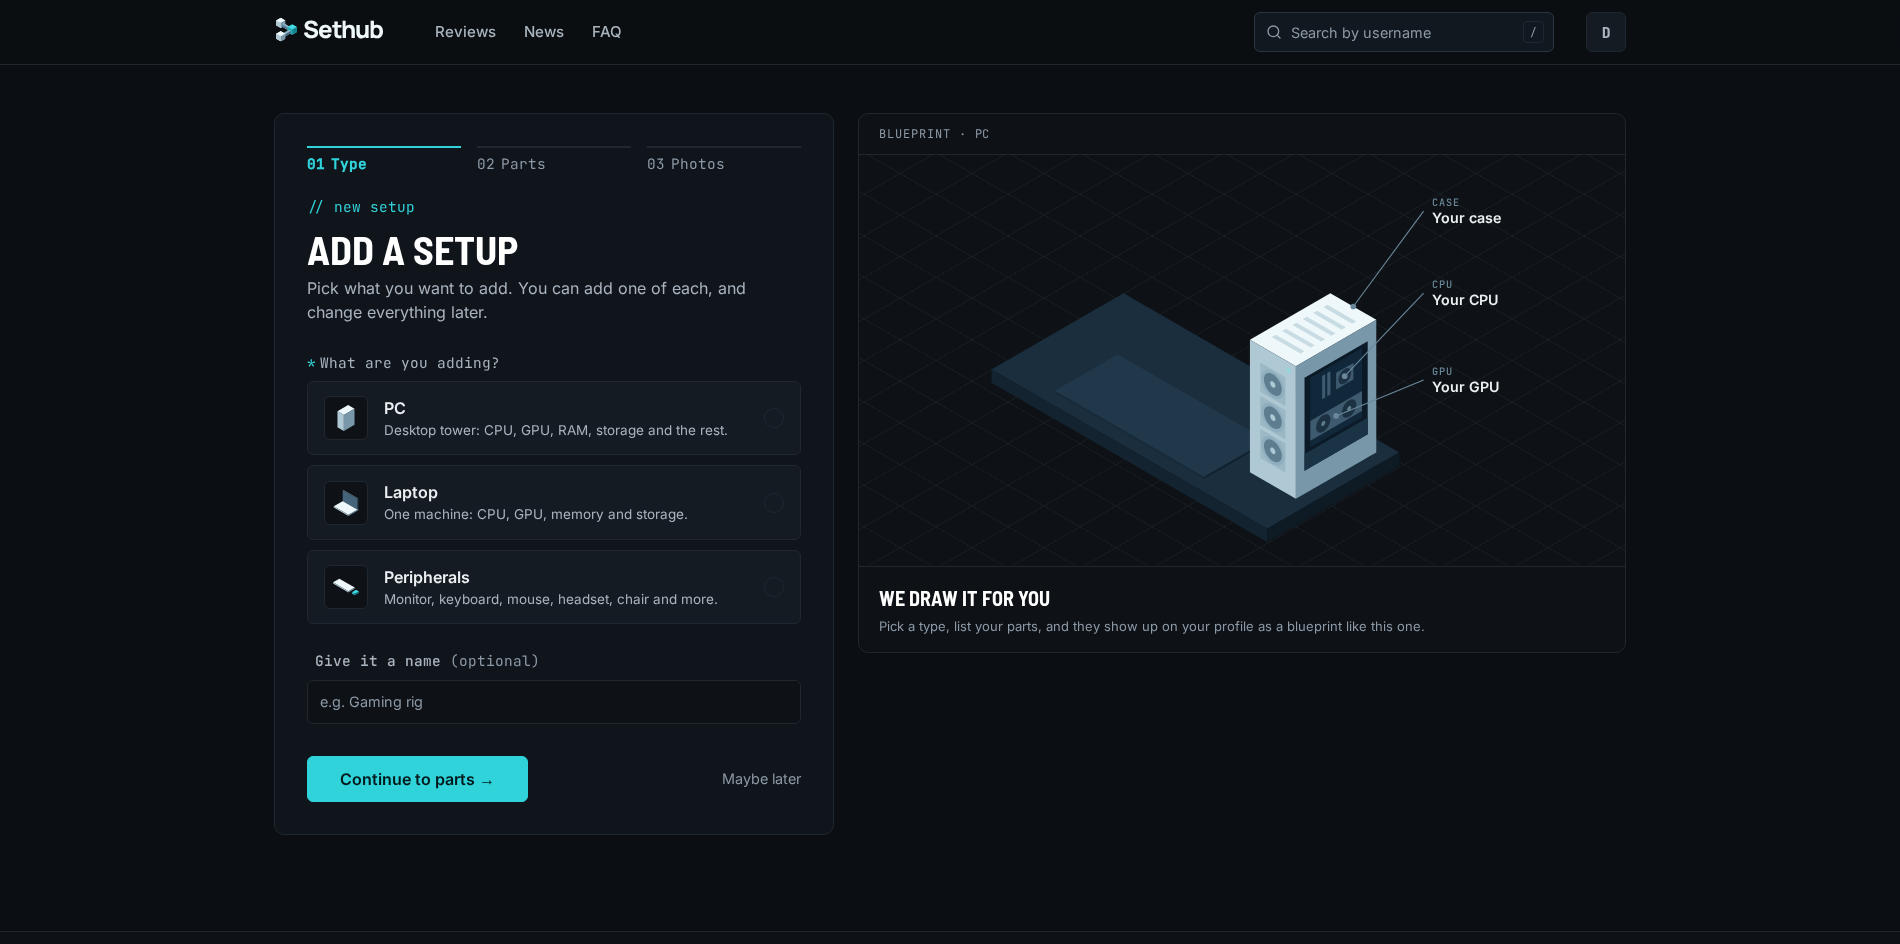 Sethub
Reviews
News
FAQ
Search by username
/
D
01 Type
02 Parts
03 Photos
// new setup
ADD A SETUP
Pick what you want to add. You can add one of each, and
change everything later.
* What are you adding?
PC
Desktop tower: CPU, GPU, RAM, storage and the rest.
Laptop
One machine: CPU, GPU, memory and storage.
Peripherals
Monitor, keyboard, mouse, headset, chair and more.
Give it a name (optional)
e.g. Gaming rig
Continue to parts →
Maybe later
BLUEPRINT · PC
CASE
Your case
CPU
Your CPU
GPU
Your GPU
WE DRAW IT FOR YOU
Pick a type, list your parts, and they show up on your profile as a blueprint like this one.